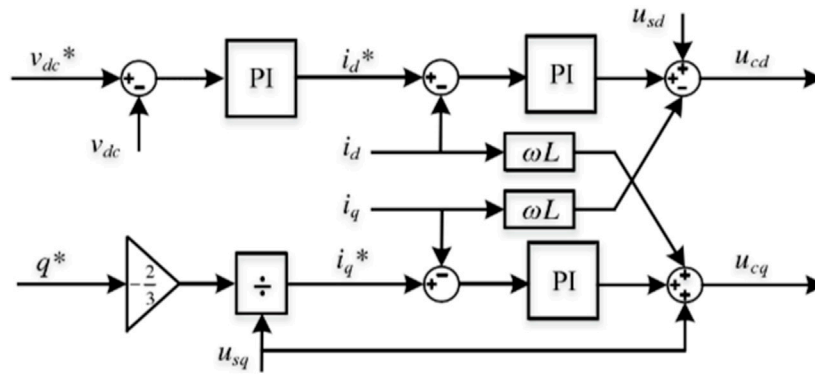 u_sd
v_dc* PI i_d* PI u_cd
v_dc
i_d ωL
i_q ωL
q* -2/3 ÷ i_q* PI u_cq
u_sq